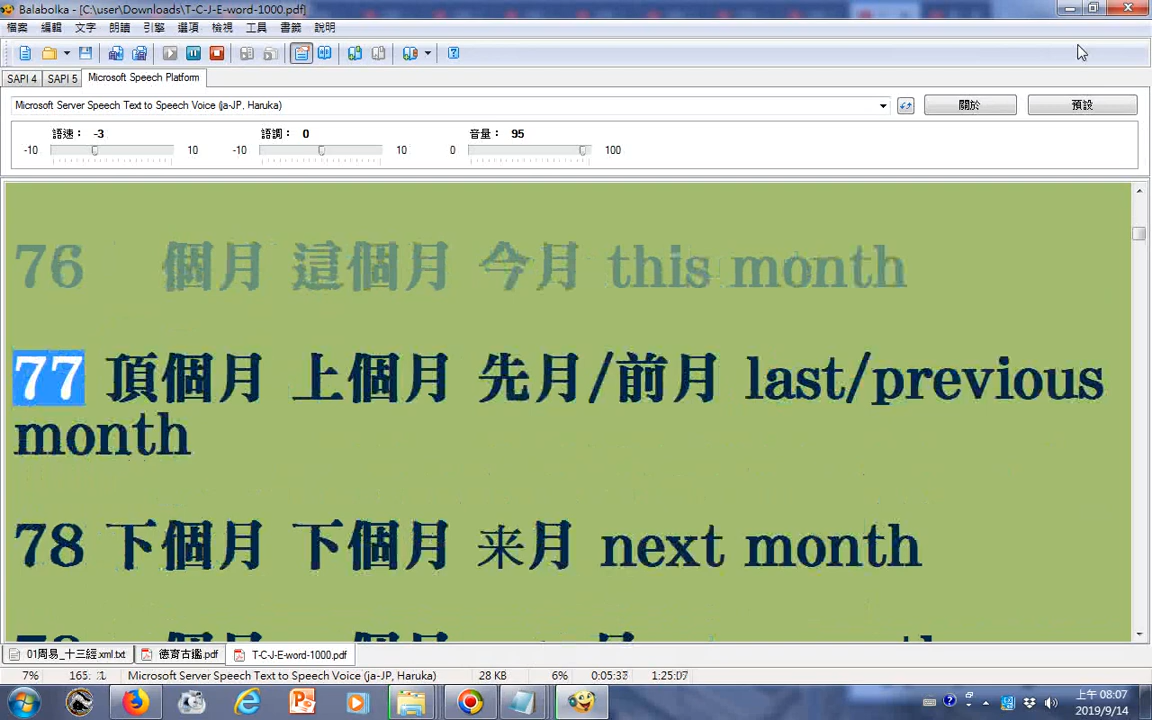 Balabolka - [C:\user\Downloads\T-C-J-E-word-1000.pdf]
檔案 編輯 文字 朗讀 引擎 選項 檢視 工具 書籤 說明
SAPI 4 SAPI 5 Microsoft Speech Platform
Microsoft Server Speech Text to Speech Voice (ja-JP, Haruka) 關於 預設
語速： -3 語調： 0 音量： 95
-10 10 -10 10 0 100
76 個月 這個月 今月 this month
77 頂個月 上個月 先月/前月 last/previous
month
78 下個月 下個月 来月 next month
01周易_十三經.xml.txt 德育古鑑.pdf T-C-J-E-word-1000.pdf
7% Microsoft Server Speech Text to Speech Voice (ja-JP, Haruka) 28 KB 6% 0:05:37 1:25:07
上午 08:07
2019/9/14